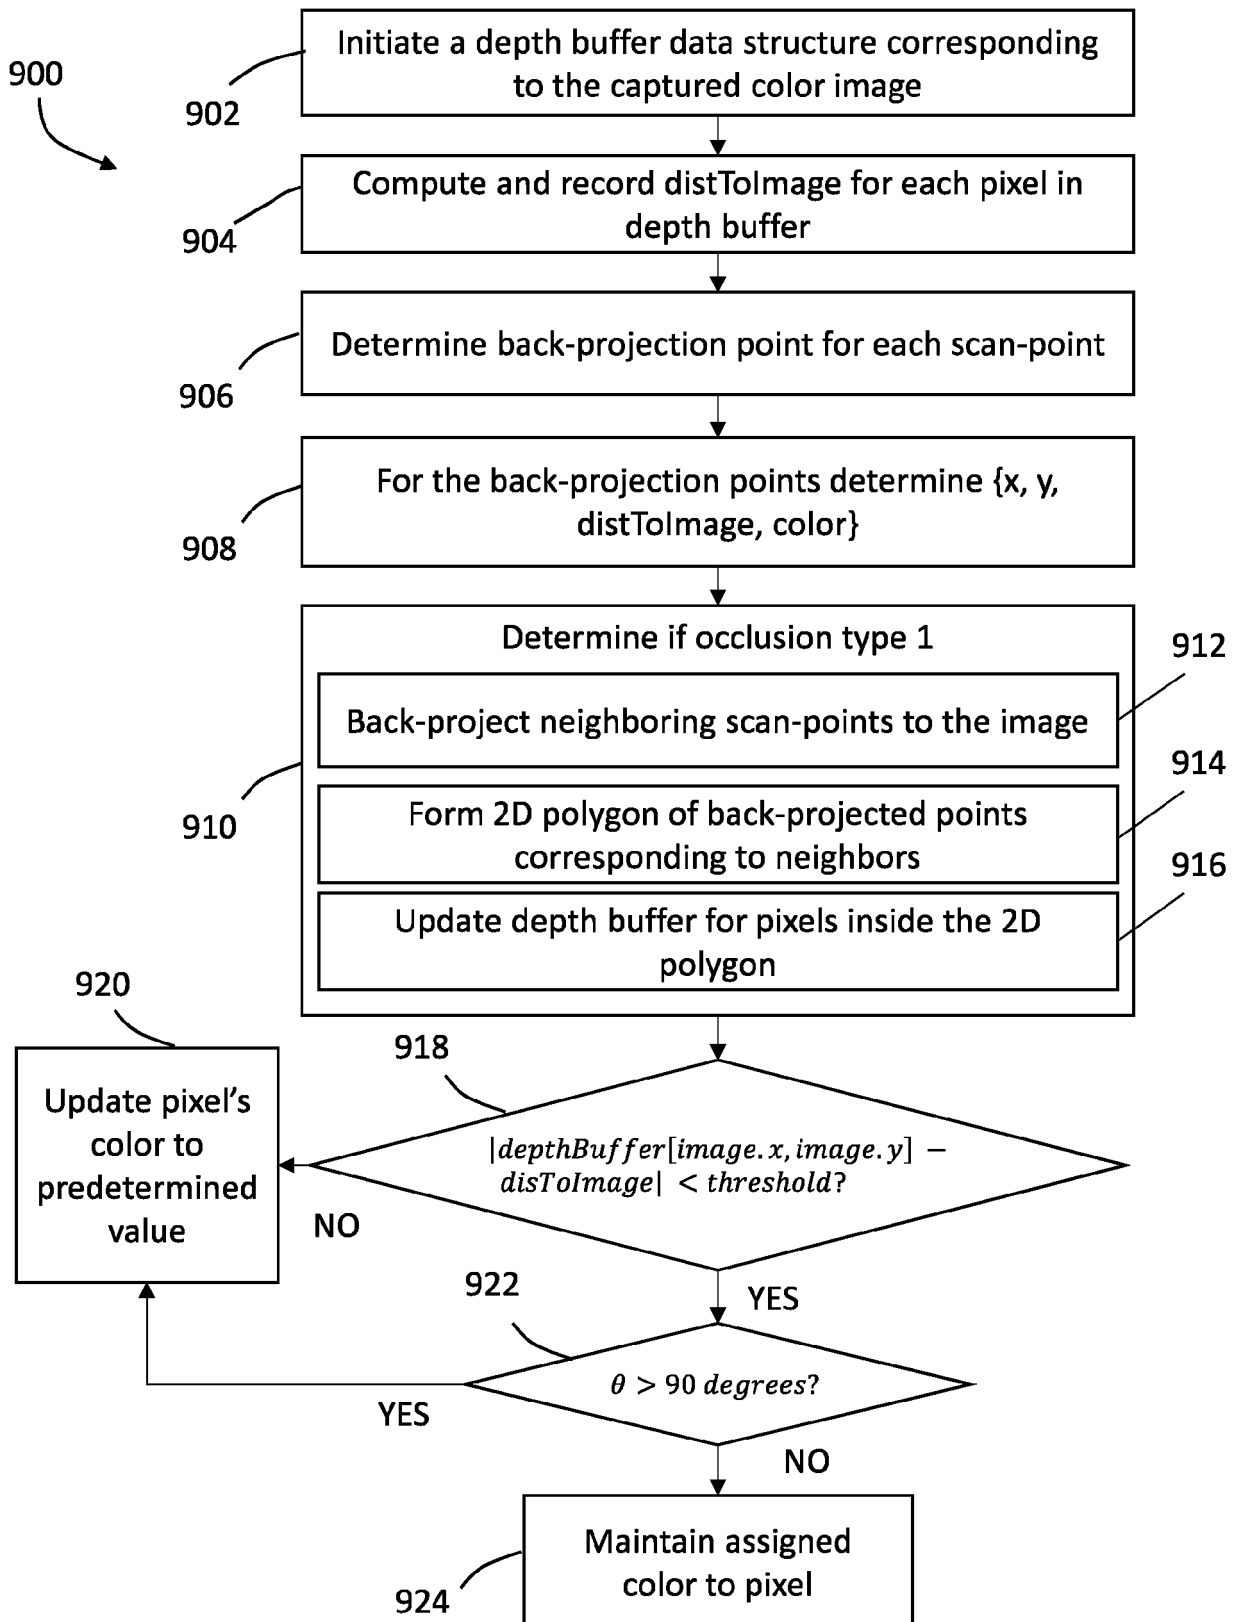 900
902
Initiate a depth buffer data structure corresponding
to the captured color image
904
Compute and record distToImage for each pixel in
depth buffer
906
Determine back-projection point for each scan-point
908
For the back-projection points determine {x, y,
distToImage, color}
910
Determine if occlusion type 1
912
Back-project neighboring scan-points to the image
914
Form 2D polygon of back-projected points
corresponding to neighbors
916
Update depth buffer for pixels inside the 2D
polygon
918
|depthBuffer[image.x, image.y] −
disToImage| < threshold?
NO
920
Update pixel’s
color to
predetermined
value
YES
922
θ > 90 degrees?
YES
NO
924
Maintain assigned
color to pixel